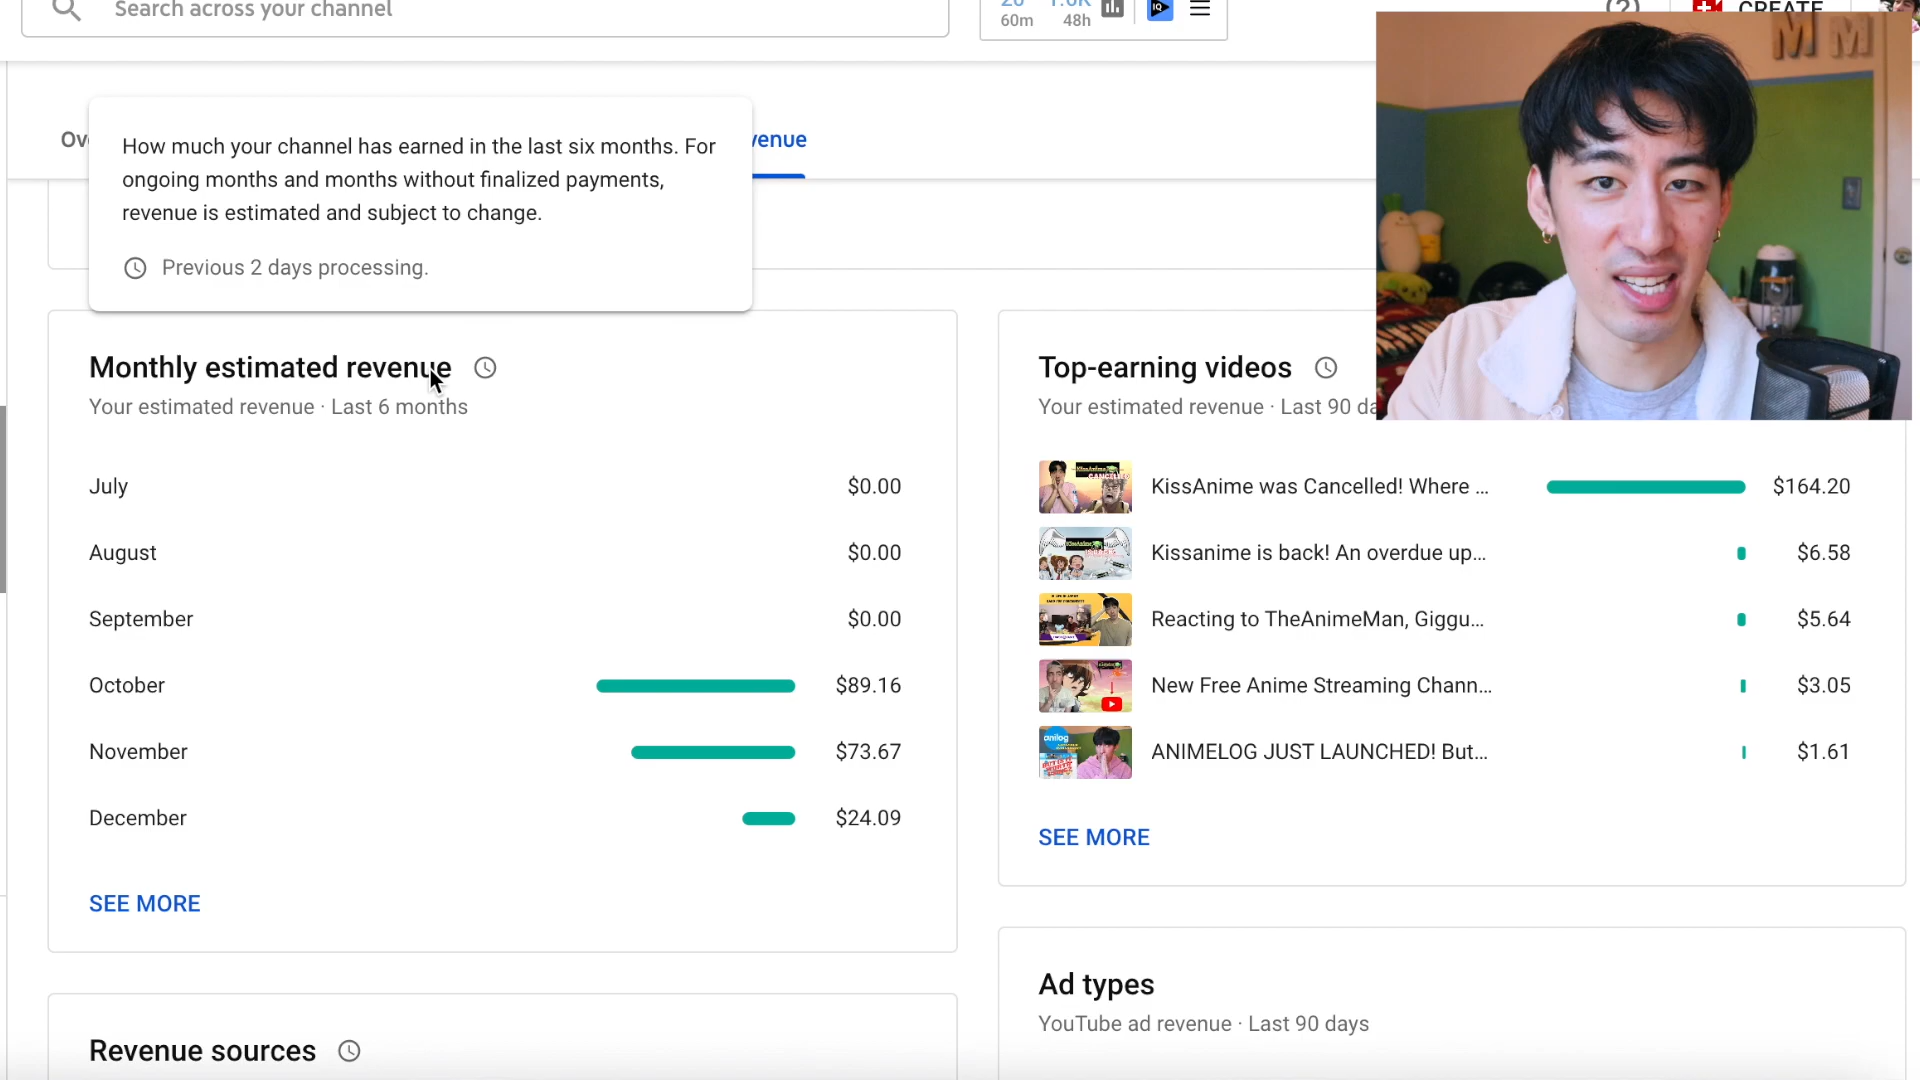 Search across your channel
60m 48h
CREATE
How much your channel has earned in the last six months. For
ongoing months and months without finalized payments,
revenue is estimated and subject to change.
Previous 2 days processing.
Monthly estimated revenue
Your estimated revenue · Last 6 months
July $0.00
August $0.00
September $0.00
October $89.16
November $73.67
December $24.09
SEE MORE
Revenue sources
Top-earning videos
Your estimated revenue · Last 90 da
KissAnime was Cancelled! Where ... $164.20
Kissanime is back! An overdue up... $6.58
Reacting to TheAnimeMan, Giggu... $5.64
New Free Anime Streaming Chann... $3.05
ANIMELOG JUST LAUNCHED! But... $1.61
SEE MORE
Ad types
YouTube ad revenue · Last 90 days